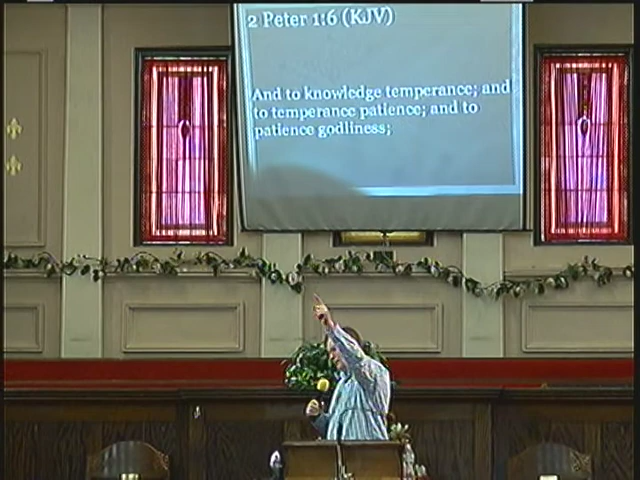 2 Peter 1:6 (KJV)
And to knowledge temperance; and
to temperance patience; and to
patience godliness;